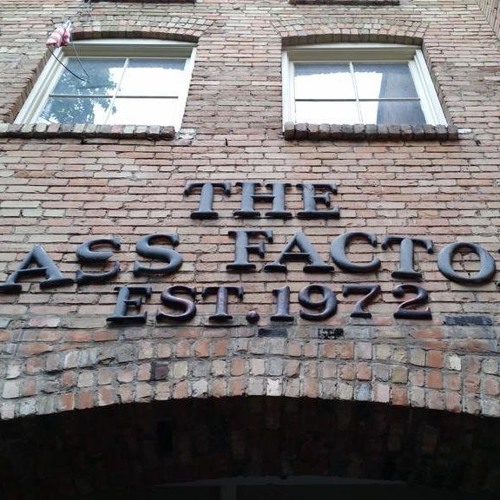 THE
ASS FACTO
EST. 1972